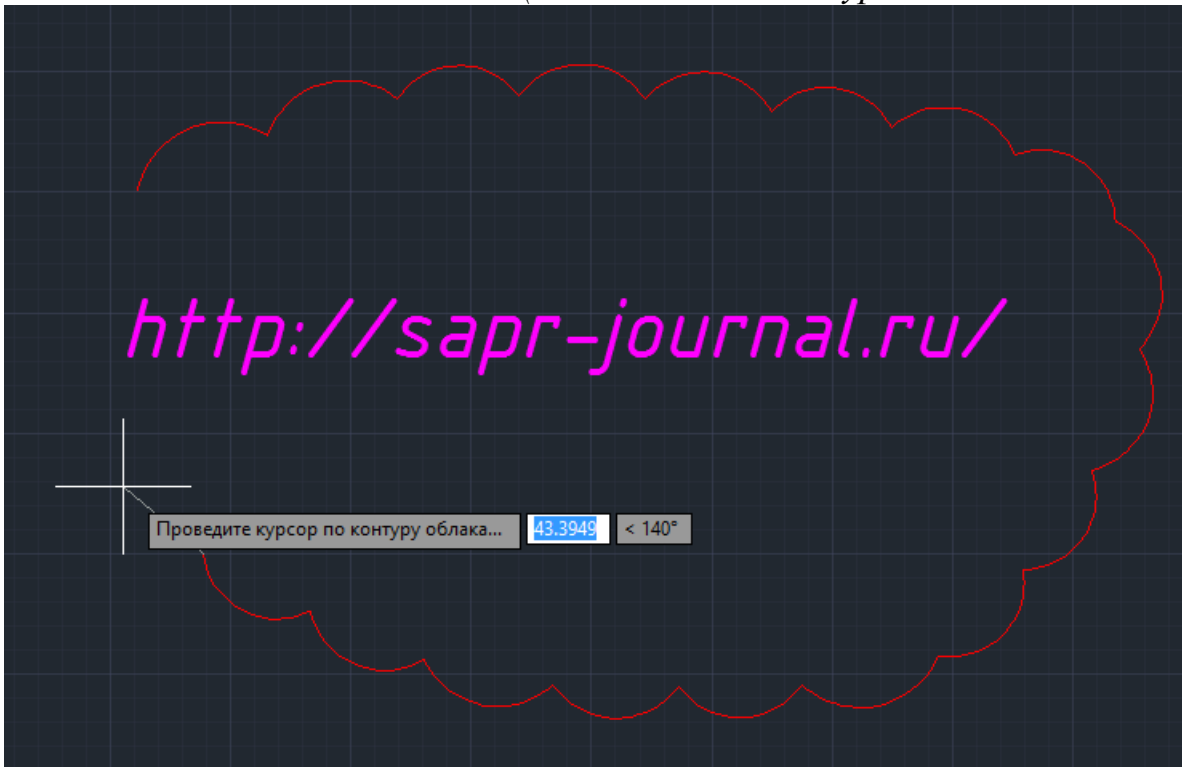 http://sapr-journal.ru/
Проведите курсор по контуру облака... 43.3949 < 140°